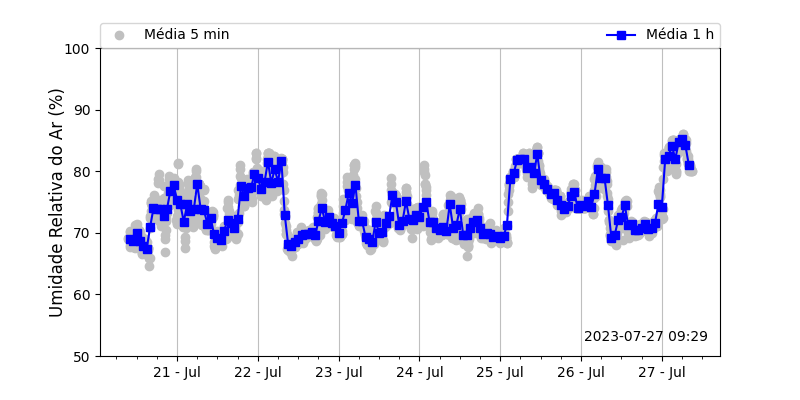 Média 5 min
Média 1 h
Umidade Relativa do Ar (%)
100
90
80
70
60
50
2023-07-27 09:29
21 - Jul
22 - Jul
23 - Jul
24 - Jul
25 - Jul
26 - Jul
27 - Jul